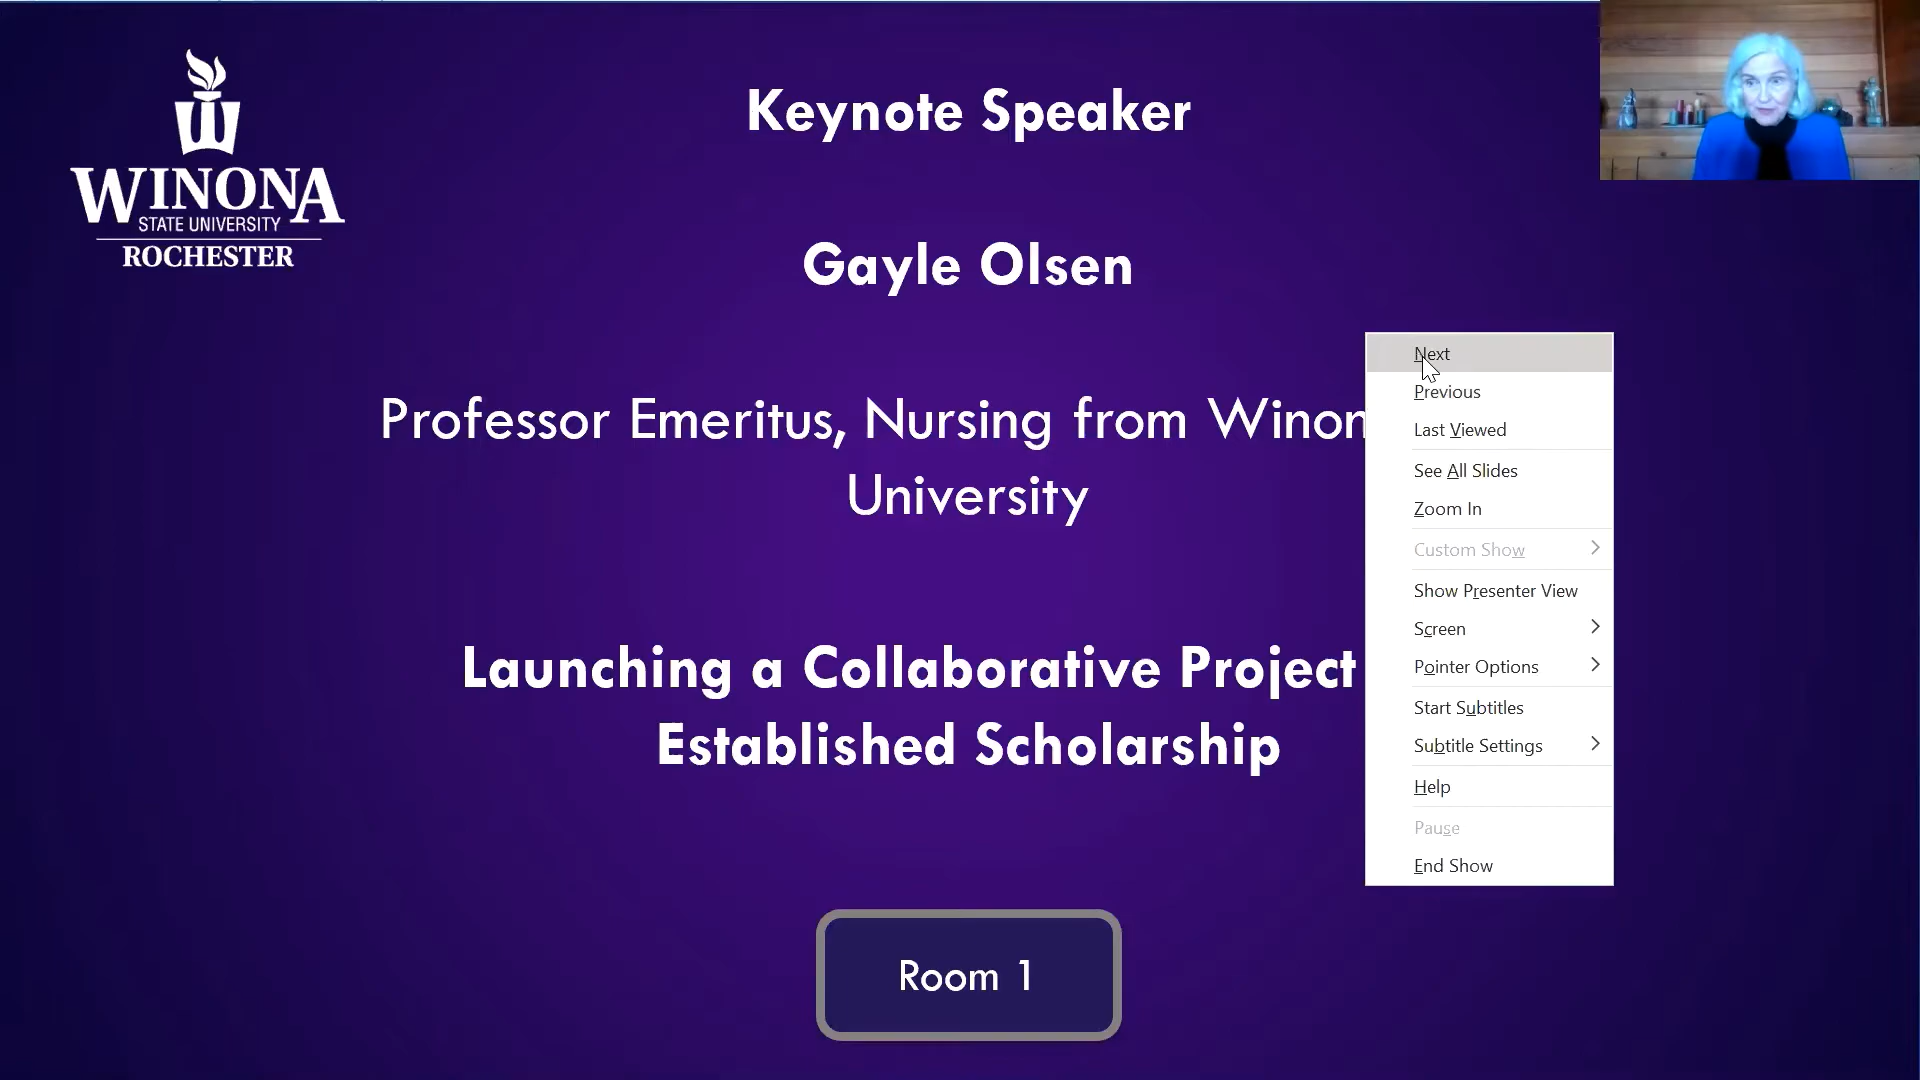 WINONA
STATE UNIVERSITY
ROCHESTER
Keynote Speaker
Gayle Olsen
Professor Emeritus, Nursing from Winon
University
Launching a Collaborative Project
Established Scholarship
Room 1
Next
Previous
Last Viewed
See All Slides
Zoom In
Custom Show
Show Presenter View
Screen
Pointer Options
Start Subtitles
Subtitle Settings
Help
Pause
End Show